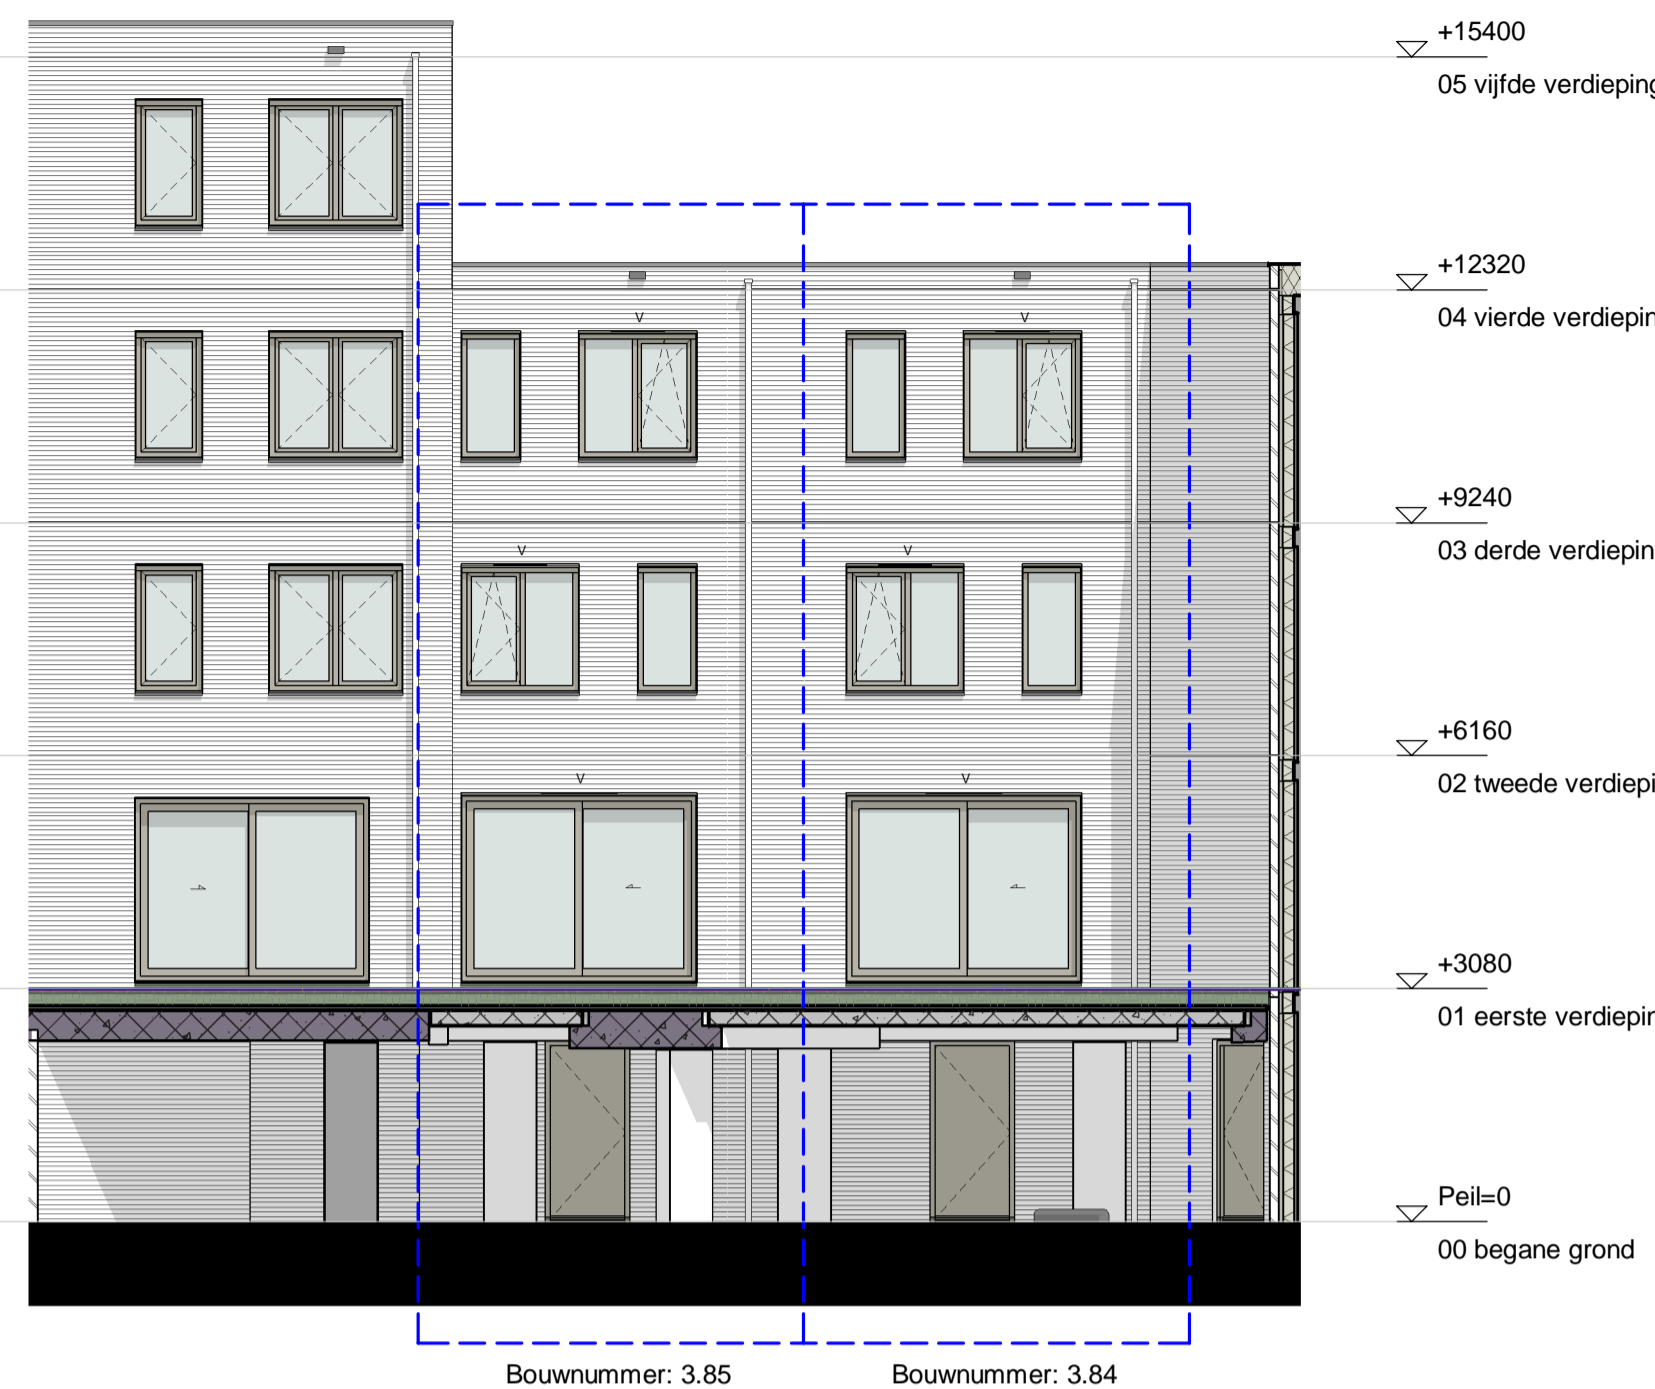 +15400
05 vijfde verdieping
+12320
04 vierde verdiepin
V
V
+9240
03 derde verdiepin
V
V
+6160
02 tweede verdiepi
V
V
+3080
01 eerste verdiepin
Peil=0
00 begane grond
Bouwnummer: 3.85
Bouwnummer: 3.84